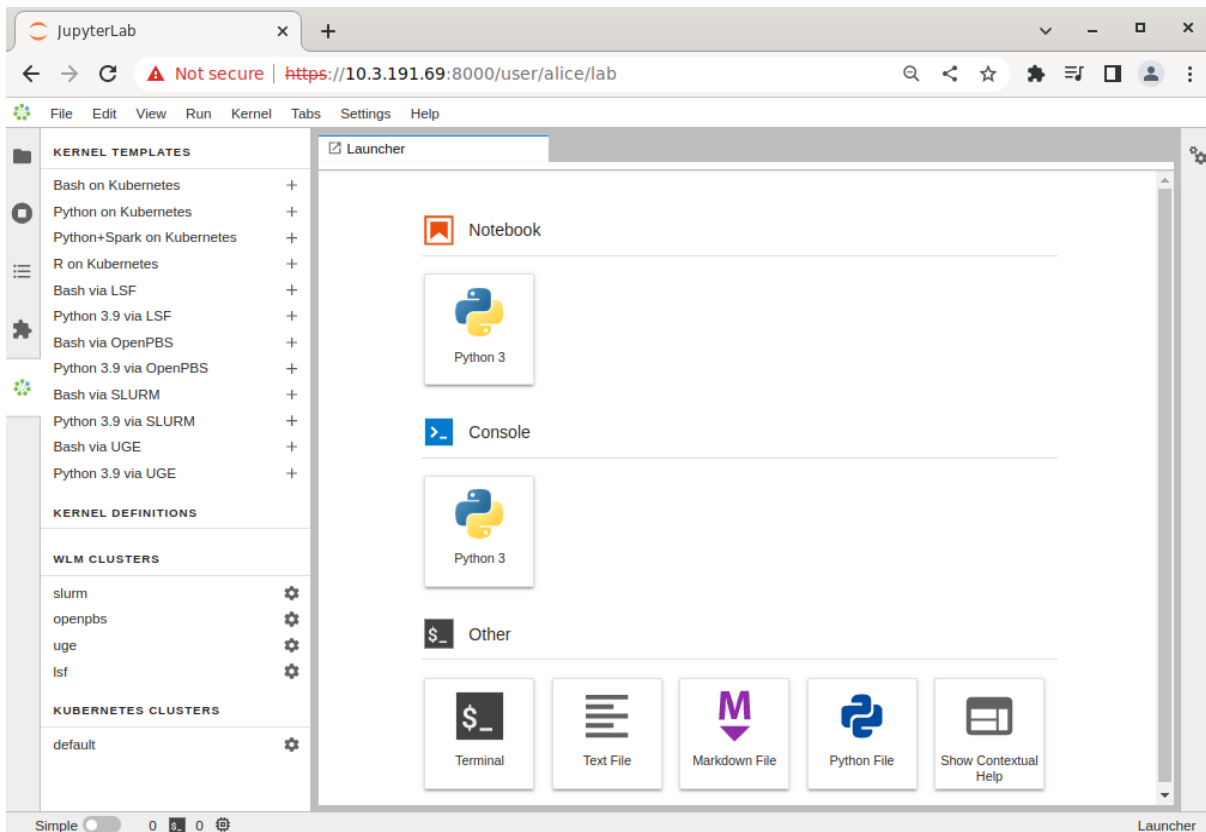 JupyterLab
Not secure https://10.3.191.69:8000/user/alice/lab
File Edit View Run Kernel Tabs Settings Help
KERNEL TEMPLATES
Bash on Kubernetes +
Python on Kubernetes +
Python+Spark on Kubernetes +
R on Kubernetes +
Bash via LSF +
Python 3.9 via LSF +
Bash via OpenPBS +
Python 3.9 via OpenPBS +
Bash via SLURM +
Python 3.9 via SLURM +
Bash via UGE +
Python 3.9 via UGE +
KERNEL DEFINITIONS
WLM CLUSTERS
slurm
openpbs
uge
lsf
KUBERNETES CLUSTERS
default
Launcher
Notebook
Python 3
>_ Console
Python 3
$_ Other
$_
Terminal
Text File
M
Markdown File
Python File
Show Contextual
Help
Simple 0 $_ 0
Launcher